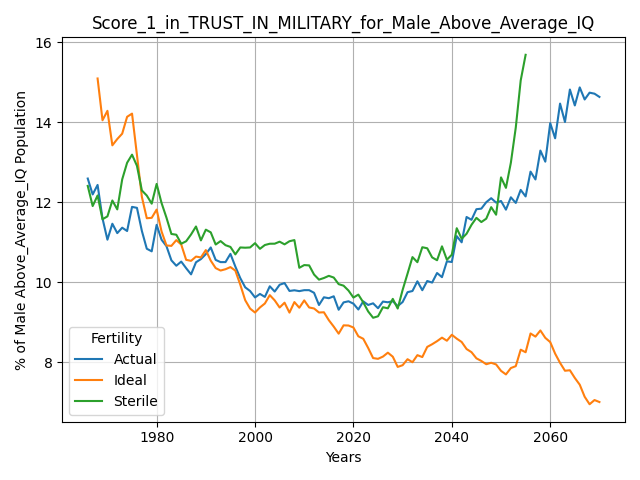 Score_1_in_TRUST_IN_MILITARY_for_Male_Above_Average_IQ
16
14
12
10
8
% of Male Above_Average_IQ Population
Fertility
Actual
Ideal
Sterile
1980 2000 2020 2040 2060
Years